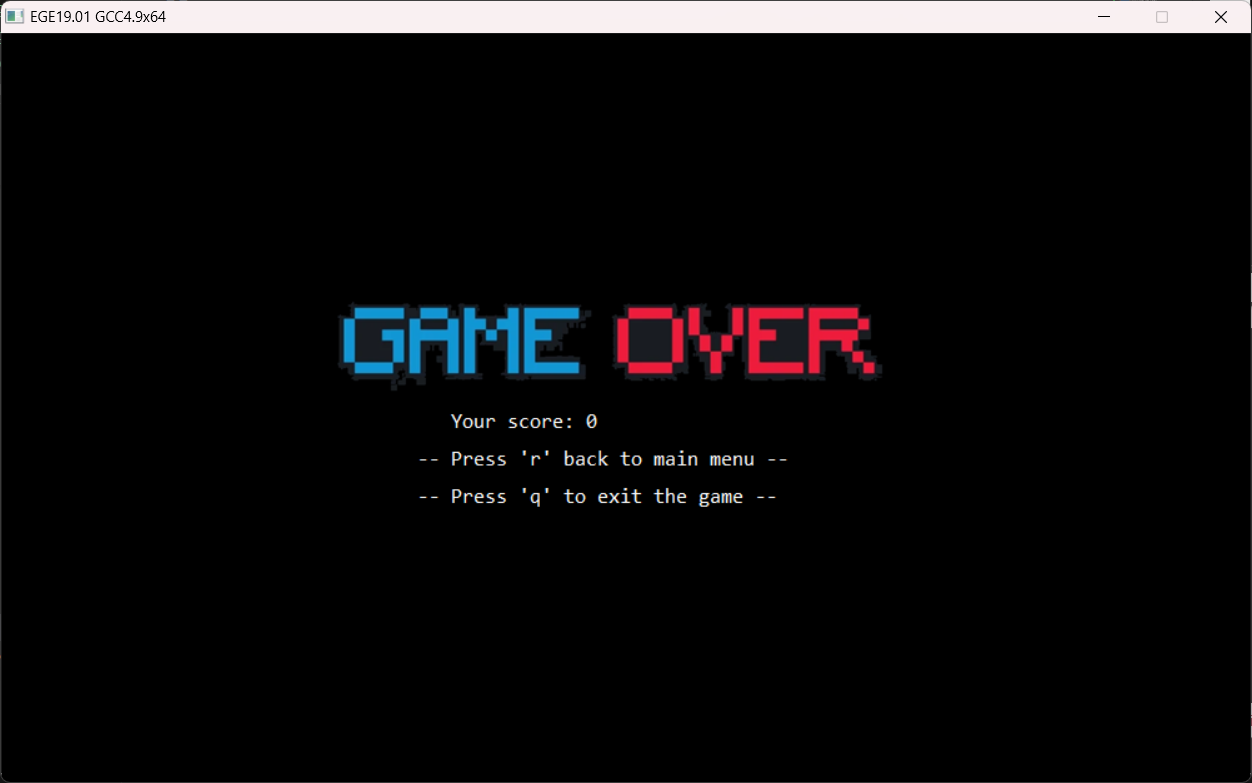 EGE19.01 GCC4.9x64
GAME OVER
Your score: 0
-- Press 'r' back to main menu --
-- Press 'q' to exit the game --